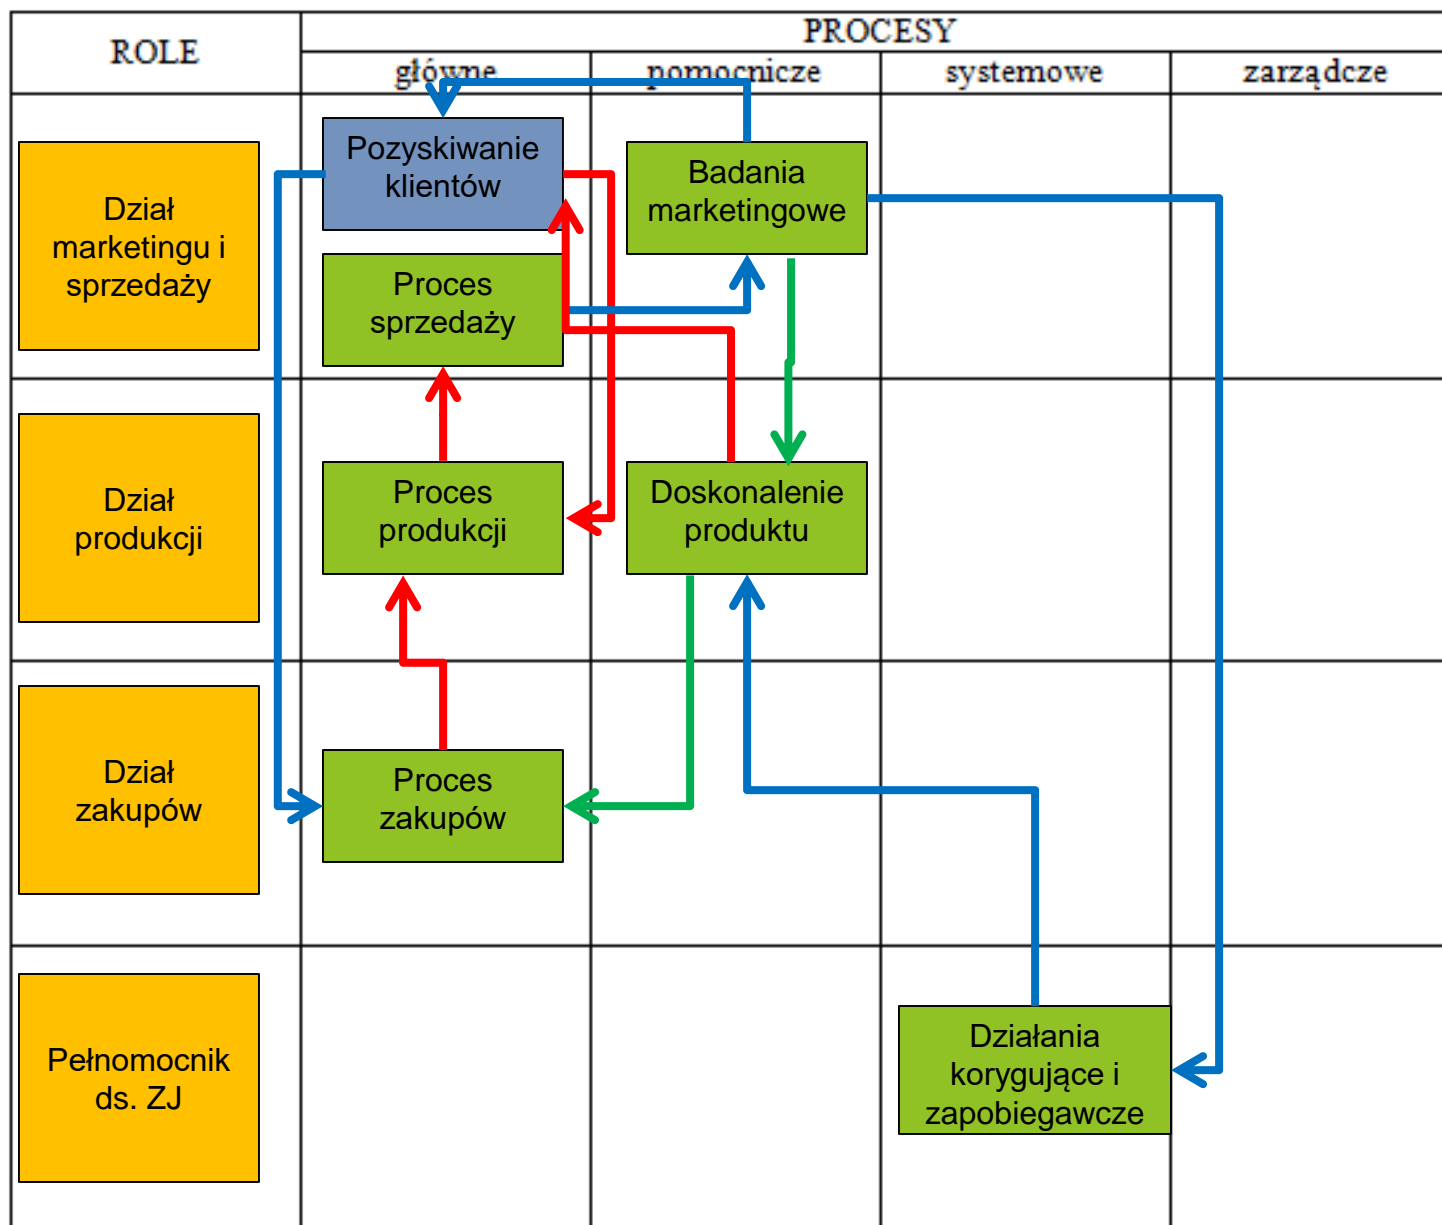 ROLE
PROCESY
główne
pomocnicze
systemowe
zarządcze
Dział
marketingu i
sprzedaży
Pozyskiwanie
klientów
Badania
marketingowe
Proces
sprzedaży
Dział
produkcji
Proces
produkcji
Doskonalenie
produktu
Dział
zakupów
Proces
zakupów
Pełnomocnik
ds. ZJ
Działania
korygujące i
zapobiegawcze